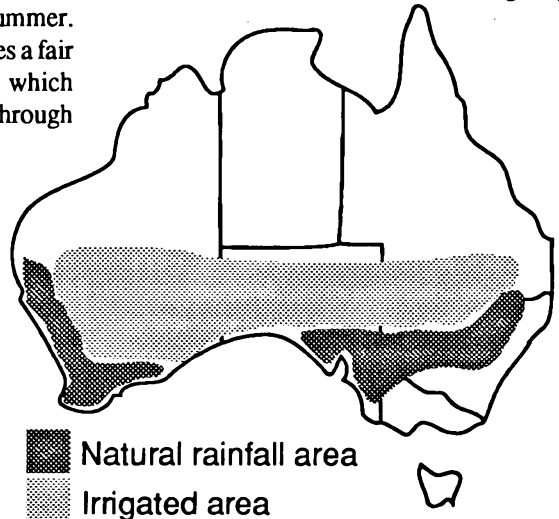 ummer.
es a fair
which
hrough
Natural rainfall area
Irrigated area